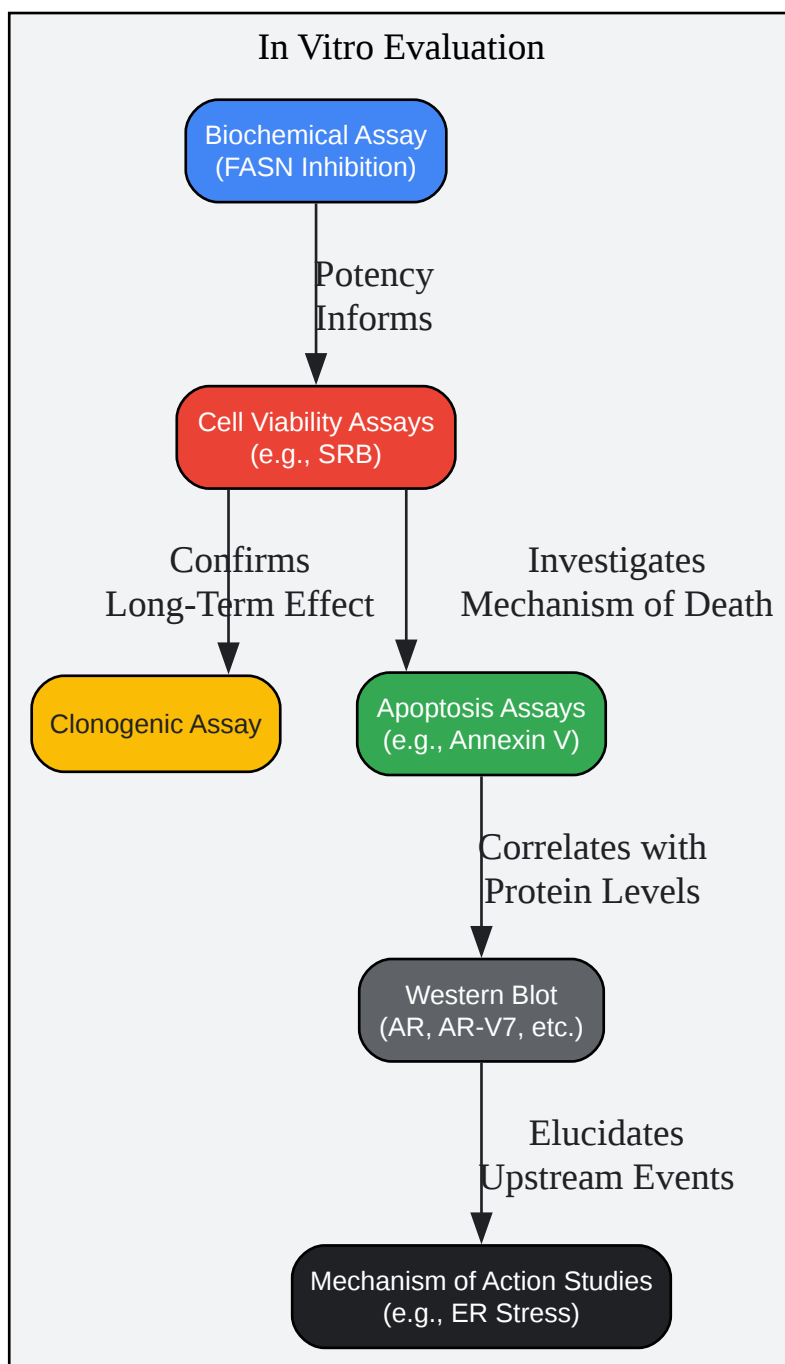 In Vitro Evaluation
Biochemical Assay
(FASN Inhibition)
Potency
Informs
Cell Viability Assays
(e.g., SRB)
Confirms
Long-Term Effect
Investigates
Mechanism of Death
Clonogenic Assay
Apoptosis Assays
(e.g., Annexin V)
Correlates with
Protein Levels
Western Blot
(AR, AR-V7, etc.)
Elucidates
Upstream Events
Mechanism of Action Studies
(e.g., ER Stress)